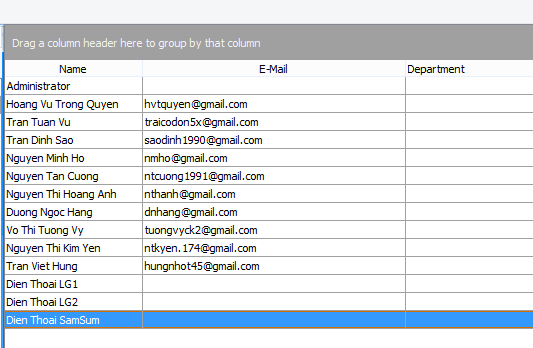 Drag a column header here to group by that column
Name E-Mail Department
Administrator
Hoang Vu Trong Quyen hvtquyen@gmail.com
Tran Tuan Vu traicodon5x@gmail.com
Tran Dinh Sao saodinh1990@gmail.com
Nguyen Minh Ho nmho@gmail.com
Nguyen Tan Cuong ntcuong1991@gmail.com
Nguyen Thi Hoang Anh nthanh@gmail.com
Duong Ngoc Hang dnhang@gmail.com
Vo Thi Tuong Vy tuongvyck2@gmail.com
Nguyen Thi Kim Yen ntkyen.174@gmail.com
Tran Viet Hung hungnhot45@gmail.com
Dien Thoai LG1
Dien Thoai LG2
Dien Thoai SamSum